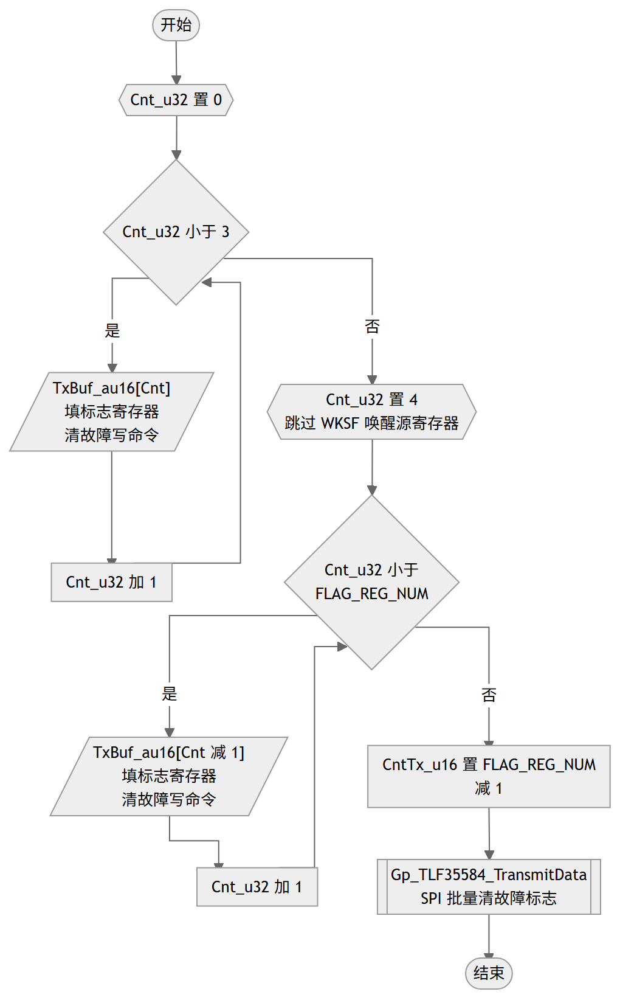 开始
Cnt_u32 置 0
Cnt_u32 小于 3
是
否
TxBuf_au16[Cnt]
填标志寄存器
清故障写命令
Cnt_u32 置 4
跳过 WKSF 唤醒源寄存器
Cnt_u32 加 1
Cnt_u32 小于
FLAG_REG_NUM
是
否
TxBuf_au16[Cnt 减 1]
填标志寄存器
清故障写命令
CntTx_u16 置 FLAG_REG_NUM
减 1
Cnt_u32 加 1
Gp_TLF35584_TransmitData
SPI 批量清故障标志
结束